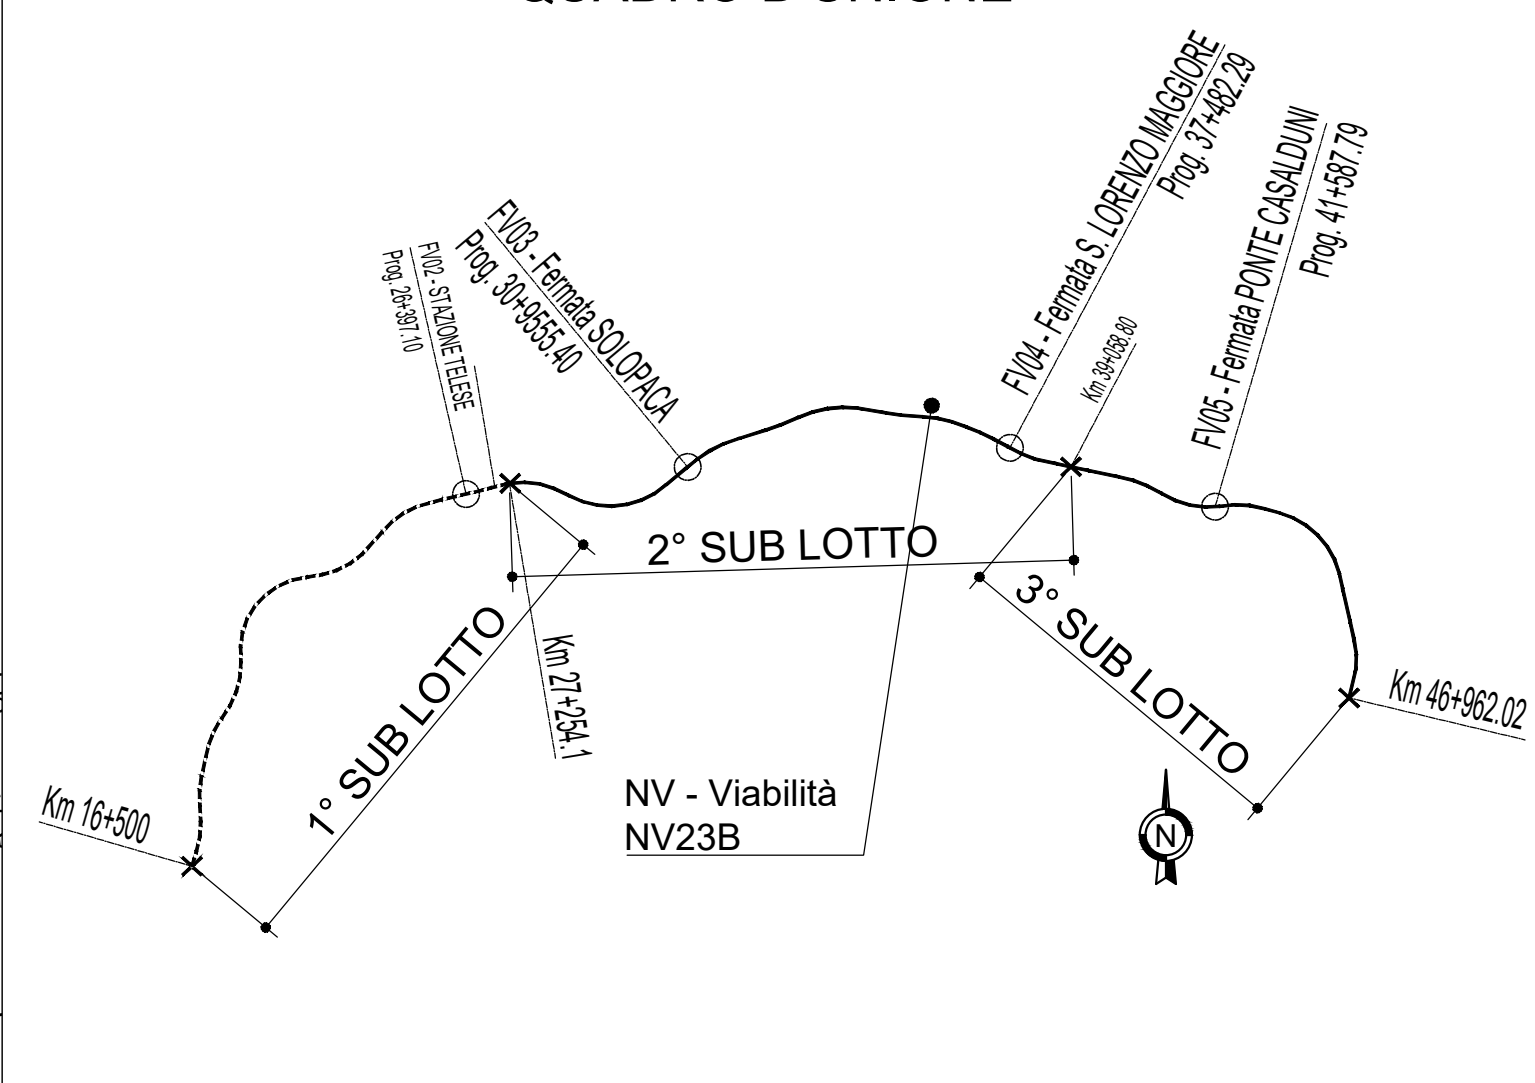 QUADRO D'UNIONE
FV02 - STAZIONE TELESE
Prog. 26+397.10
FV03 - Fermata SOLOPACA
Prog. 30+9555.40
FV04 - Fermata S. LORENZO MAGGIORE
Prog. 37+482.29
Km 39+058.80
FV05 - Fermata PONTE CASALDUNI
Prog. 41+587.79
2° SUB LOTTO
1° SUB LOTTO
3° SUB LOTTO
Km 27+254.1
Km 46+962.02
Km 16+500
NV - Viabilità
NV23B
N